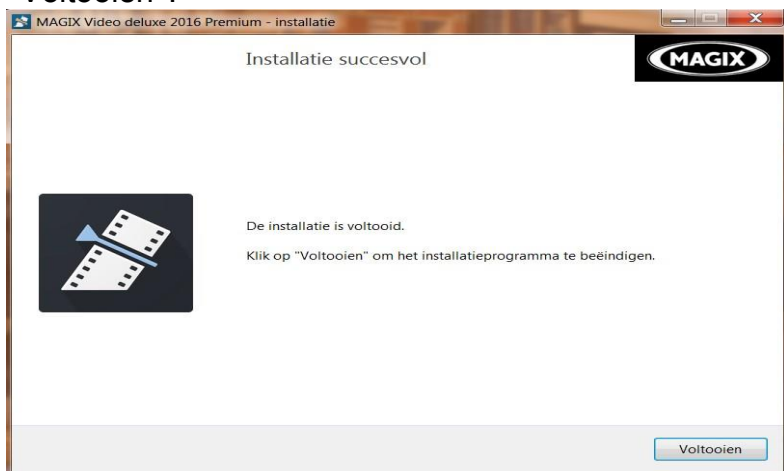 "Voltooien".
MAGIX Video deluxe 2016 Premium - installatie
Installatie succesvol
MAGIX
De installatie is voltooid.
Klik op "Voltooien" om het installatieprogramma te beëindigen.
Voltooien